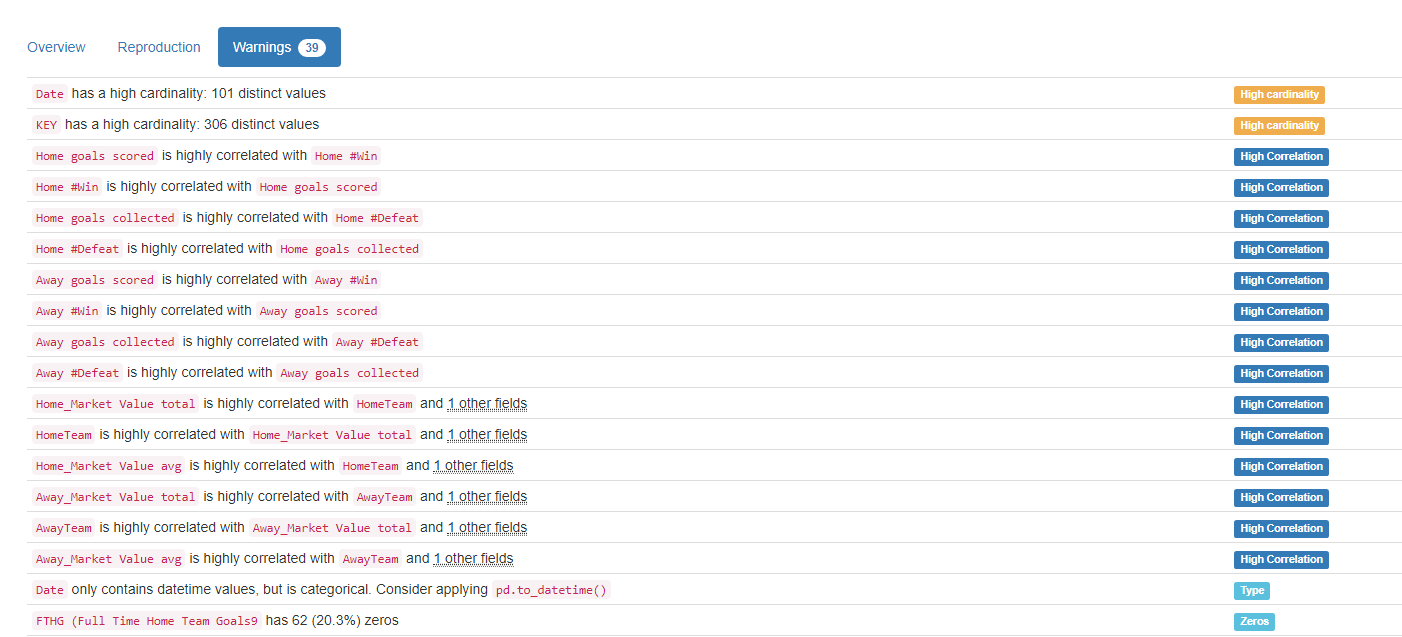 Overview Reproduction Warnings 39
Date has a high cardinality: 101 distinct values High cardinality
KEY has a high cardinality: 306 distinct values High cardinality
Home goals scored is highly correlated with Home #Win High Correlation
Home #Win is highly correlated with Home goals scored High Correlation
Home goals collected is highly correlated with Home #Defeat High Correlation
Home #Defeat is highly correlated with Home goals collected High Correlation
Away goals scored is highly correlated with Away #Win High Correlation
Away #Win is highly correlated with Away goals scored High Correlation
Away goals collected is highly correlated with Away #Defeat High Correlation
Away #Defeat is highly correlated with Away goals collected High Correlation
Home_Market Value total is highly correlated with HomeTeam and 1 other fields High Correlation
HomeTeam is highly correlated with Home_Market Value total and 1 other fields High Correlation
Home_Market Value avg is highly correlated with HomeTeam and 1 other fields High Correlation
Away_Market Value total is highly correlated with AwayTeam and 1 other fields High Correlation
AwayTeam is highly correlated with Away_Market Value total and 1 other fields High Correlation
Away_Market Value avg is highly correlated with AwayTeam and 1 other fields High Correlation
Date only contains datetime values, but is categorical. Consider applying pd.to_datetime() Type
FTHG (Full Time Home Team Goals9 has 62 (20.3%) zeros Zeros